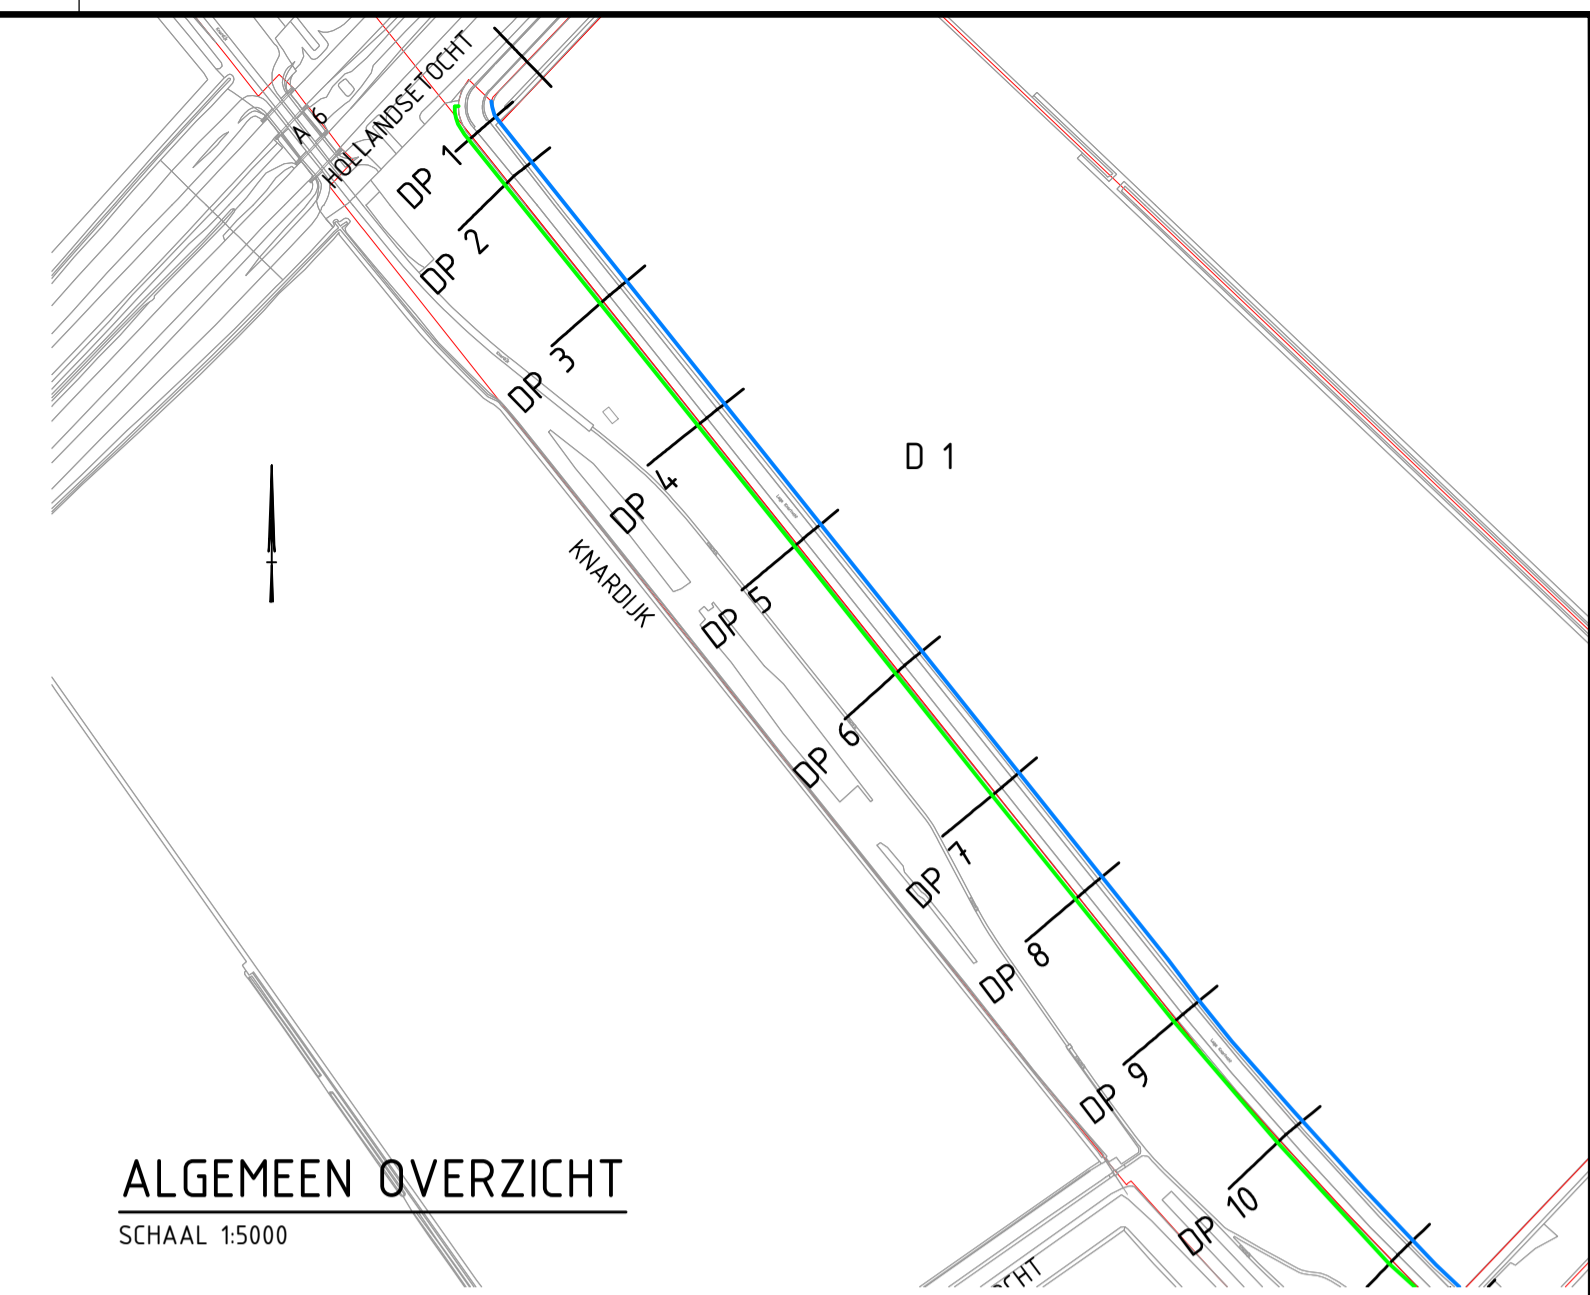 HOLLANDSETOCHT
A 6
DP 1
DP 2
DP 3
DP 4
D 1
DP 5
KNARDIJK
DP 6
DP 7
DP 8
DP 9
DP 10
ALGEMEEN OVERZICHT
SCHAAL 1:5000
OCHT